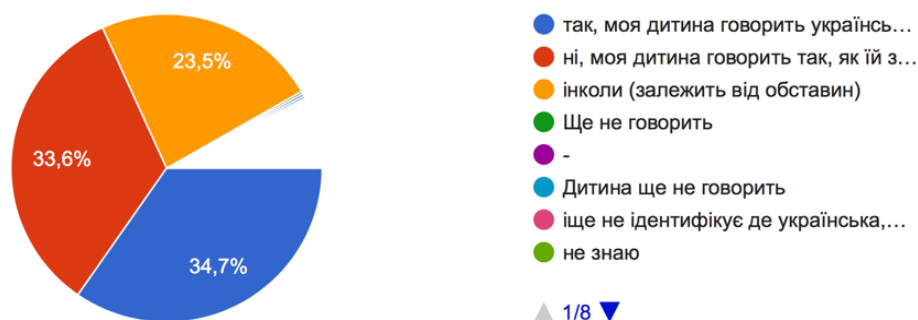 23,5%
33,6%
34,7%
так, моя дитина говорить українсь…
ні, моя дитина говорить так, як їй з…
інколи (залежить від обставин)
Ще не говорить
-
Дитина ще не говорить
іще не ідентифікує де українська,…
не знаю
1/8